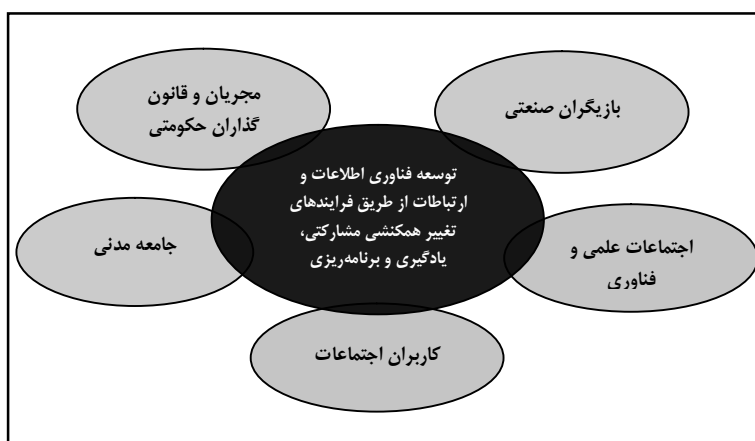 بازیگران صنعتی
مجریان و قانون
گذاران حکومتی
توسعه فناوری اطلاعات و
ارتباطات از طریق فرایندهای
تغییر همکنشی مشارکتی،
یادگیری و برنامه‌ریزی
اجتماعات علمی و
فناوری
جامعه مدنی
کاربران اجتماعات